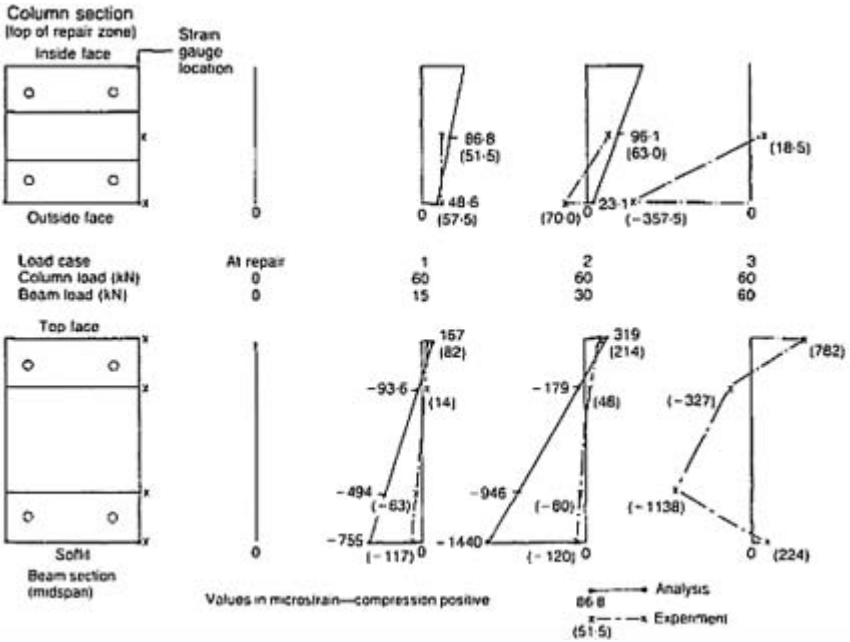 Column section
(top of repair zone)
Inside face
Strain
gauge
location
86·8
(51·5)
96·1
(63·0)
(18·5)
48·6
(57·5)
23·1
(70·0)
(−357·5)
0
0
0
0
Outside face
Load case At repair 1 2 3
Column load (kN) 0 60 60 60
Beam load (kN) 0 15 30 60
Top face
167
(82)
319
(214)
(782)
−93·6
(14)
−179
(46)
(−327)
−494
(−63)
−946
(−60)
(−1138)
−755
(−117)
−1440
(−120)
(224)
0
0
0
0
Soffit
Beam section
(midspan)
Values in microstrain—compression positive
Analysis
86·8
Experiment
(51·5)